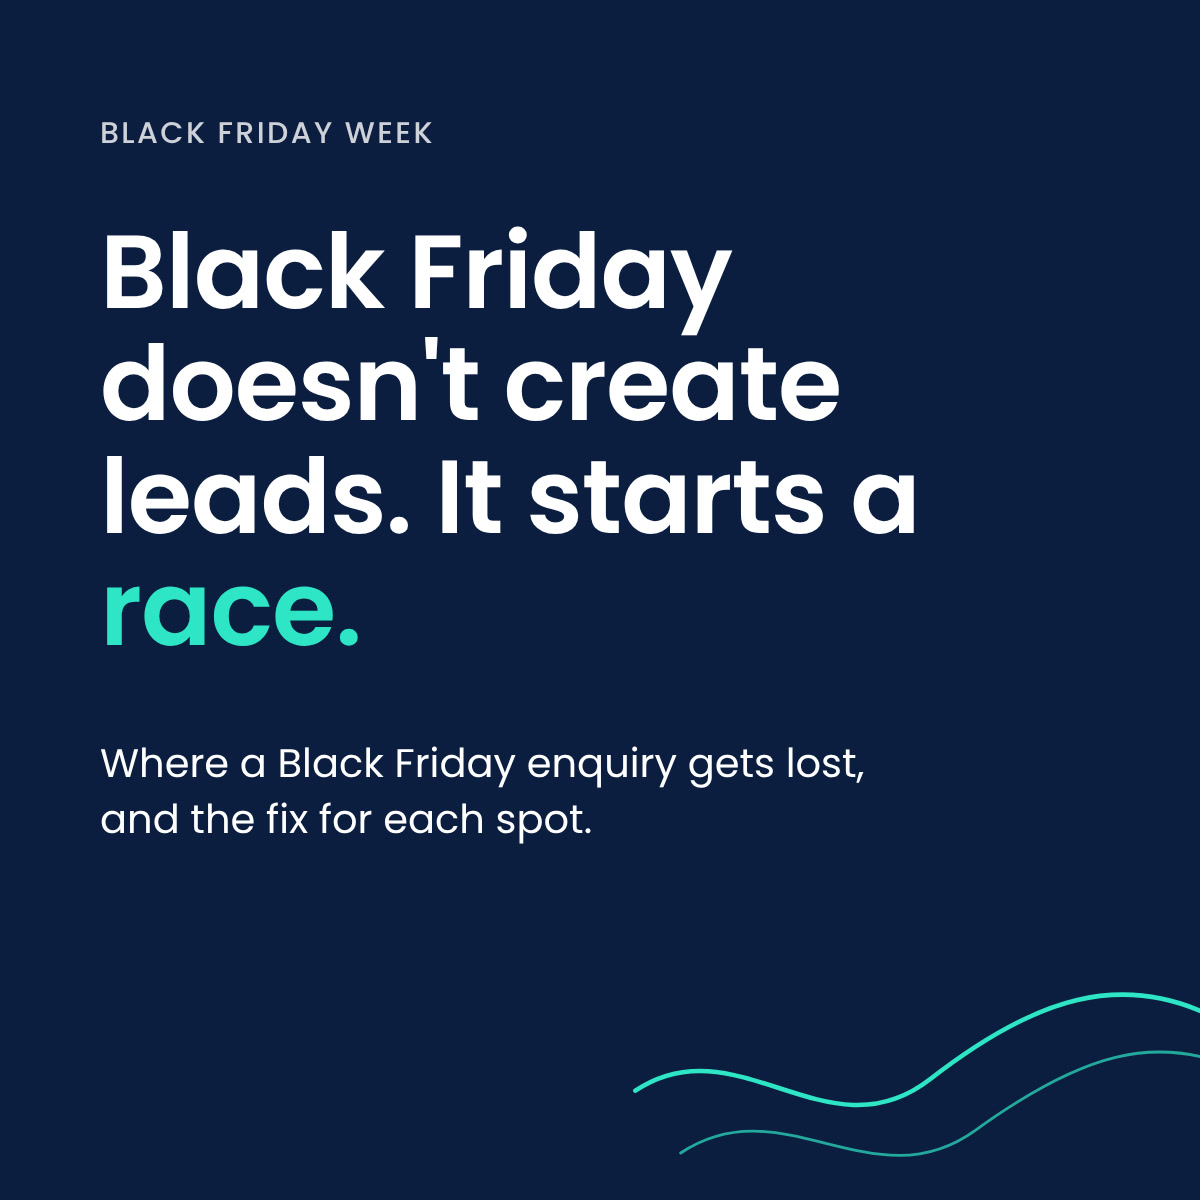 BLACK FRIDAY WEEK
Black Friday
doesn't create
leads. It starts a
race.
Where a Black Friday enquiry gets lost,
and the fix for each spot.